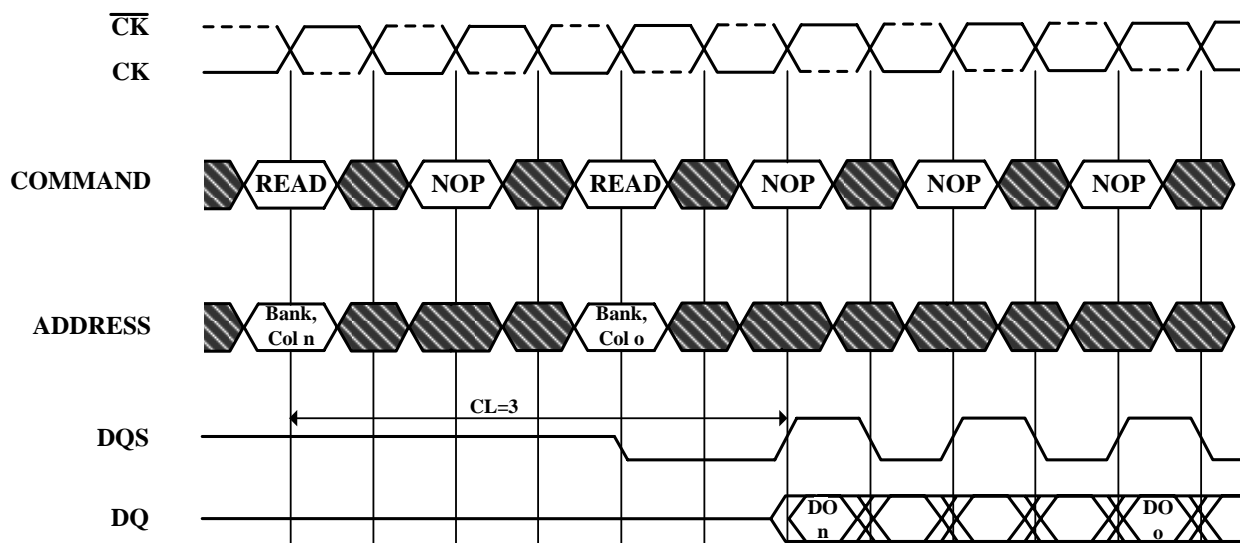 CK
CK
COMMAND READ NOP READ NOP NOP NOP
ADDRESS Bank, Col n Bank, Col o
CL=3
DQS
DQ DO n DO o